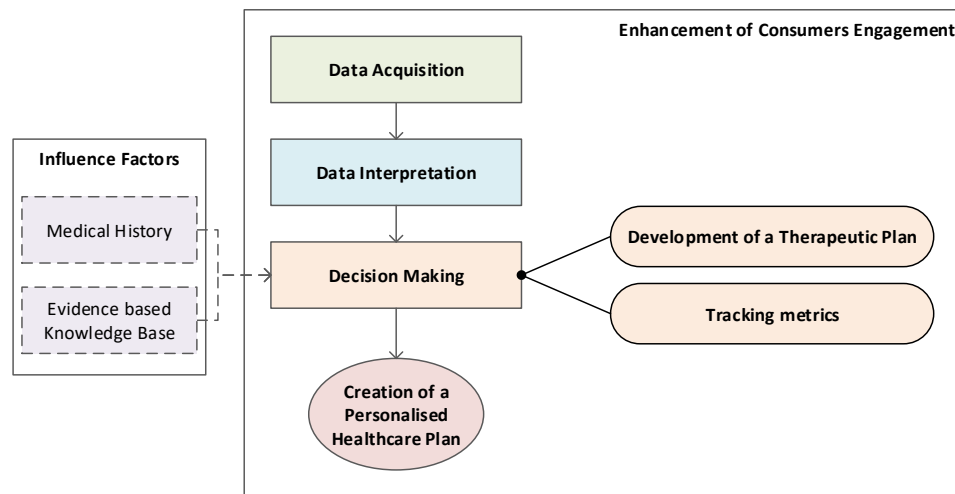 Enhancement of Consumers Engagement
Data Acquisition
Data Interpretation
Influence Factors
Medical History
Evidence based
Knowledge Base
Decision Making
Development of a Therapeutic Plan
Tracking metrics
Creation of a
Personalised
Healthcare Plan